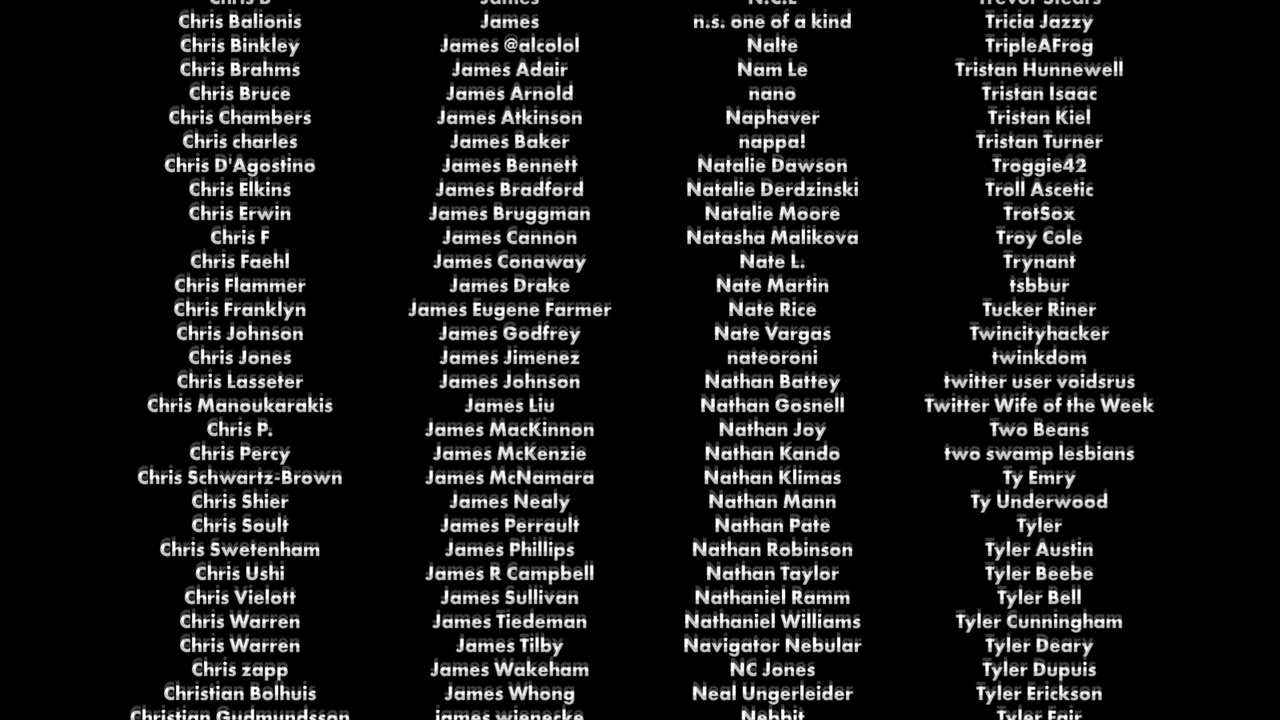 Chris B
Chris Balionis
Chris Binkley
Chris Brahms
Chris Bruce
Chris Chambers
Chris charles
Chris D'Agostino
Chris Elkins
Chris Erwin
Chris F
Chris Faehl
Chris Flammer
Chris Franklyn
Chris Johnson
Chris Jones
Chris Lasseter
Chris Manoukarakis
Chris P.
Chris Percy
Chris Schwartz-Brown
Chris Shier
Chris Soult
Chris Swetenham
Chris Ushi
Chris Vielott
Chris Warren
Chris Warren
Chris zapp
Christian Bolhuis
Christian Gudmundsson
James
James
James @alcolol
James Adair
James Arnold
James Atkinson
James Baker
James Bennett
James Bradford
James Bruggman
James Cannon
James Conaway
James Drake
James Eugene Farmer
James Godfrey
James Jimenez
James Johnson
James Liu
James MacKinnon
James McKenzie
James McNamara
James Nealy
James Perrault
James Phillips
James R Campbell
James Sullivan
James Tiedeman
James Tilby
James Wakeham
James Whong
james wienecke
n.s. one of a kind
Nalte
Nam Le
nano
Naphaver
nappa!
Natalie Dawson
Natalie Derdzinski
Natalie Moore
Natasha Malikova
Nate L.
Nate Martin
Nate Rice
Nate Vargas
nateoroni
Nathan Battey
Nathan Gosnell
Nathan Joy
Nathan Kando
Nathan Klimas
Nathan Mann
Nathan Pate
Nathan Robinson
Nathan Taylor
Nathaniel Ramm
Nathaniel Williams
Navigator Nebular
NC Jones
Neal Ungerleider
Nebbit
Trevor Stears
Tricia Jazzy
TripleAFrog
Tristan Hunnewell
Tristan Isaac
Tristan Kiel
Tristan Turner
Troggie42
Troll Ascetic
TrotSox
Troy Cole
Trynant
tsbbur
Tucker Riner
Twincityhacker
twinkdom
twitter user voidsrus
Twitter Wife of the Week
Two Beans
two swamp lesbians
Ty Emry
Ty Underwood
Tyler
Tyler Austin
Tyler Beebe
Tyler Bell
Tyler Cunningham
Tyler Deary
Tyler Dupuis
Tyler Erickson
Tyler Fair